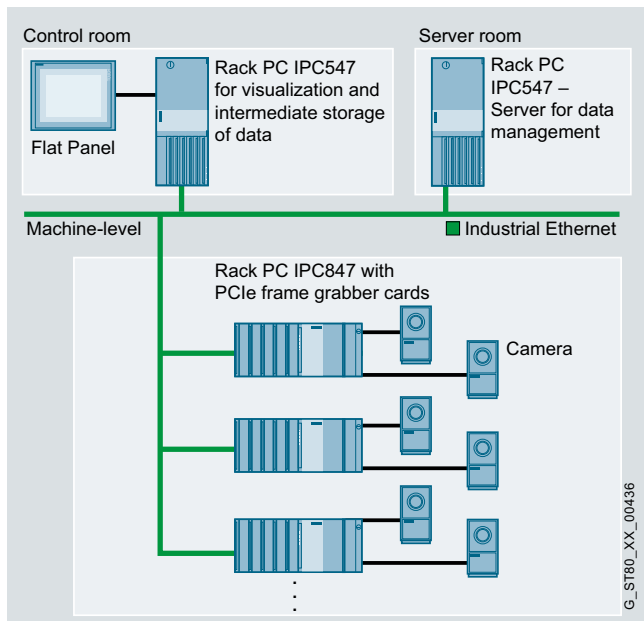 Control room
Rack PC IPC547
for visualization and
intermediate storage
of data
Flat Panel
Server room
Rack PC
IPC547 –
Server for data
management
Machine-level
Industrial Ethernet
Rack PC IPC847 with
PCIe frame grabber cards
Camera
G_ST80_XX_00436